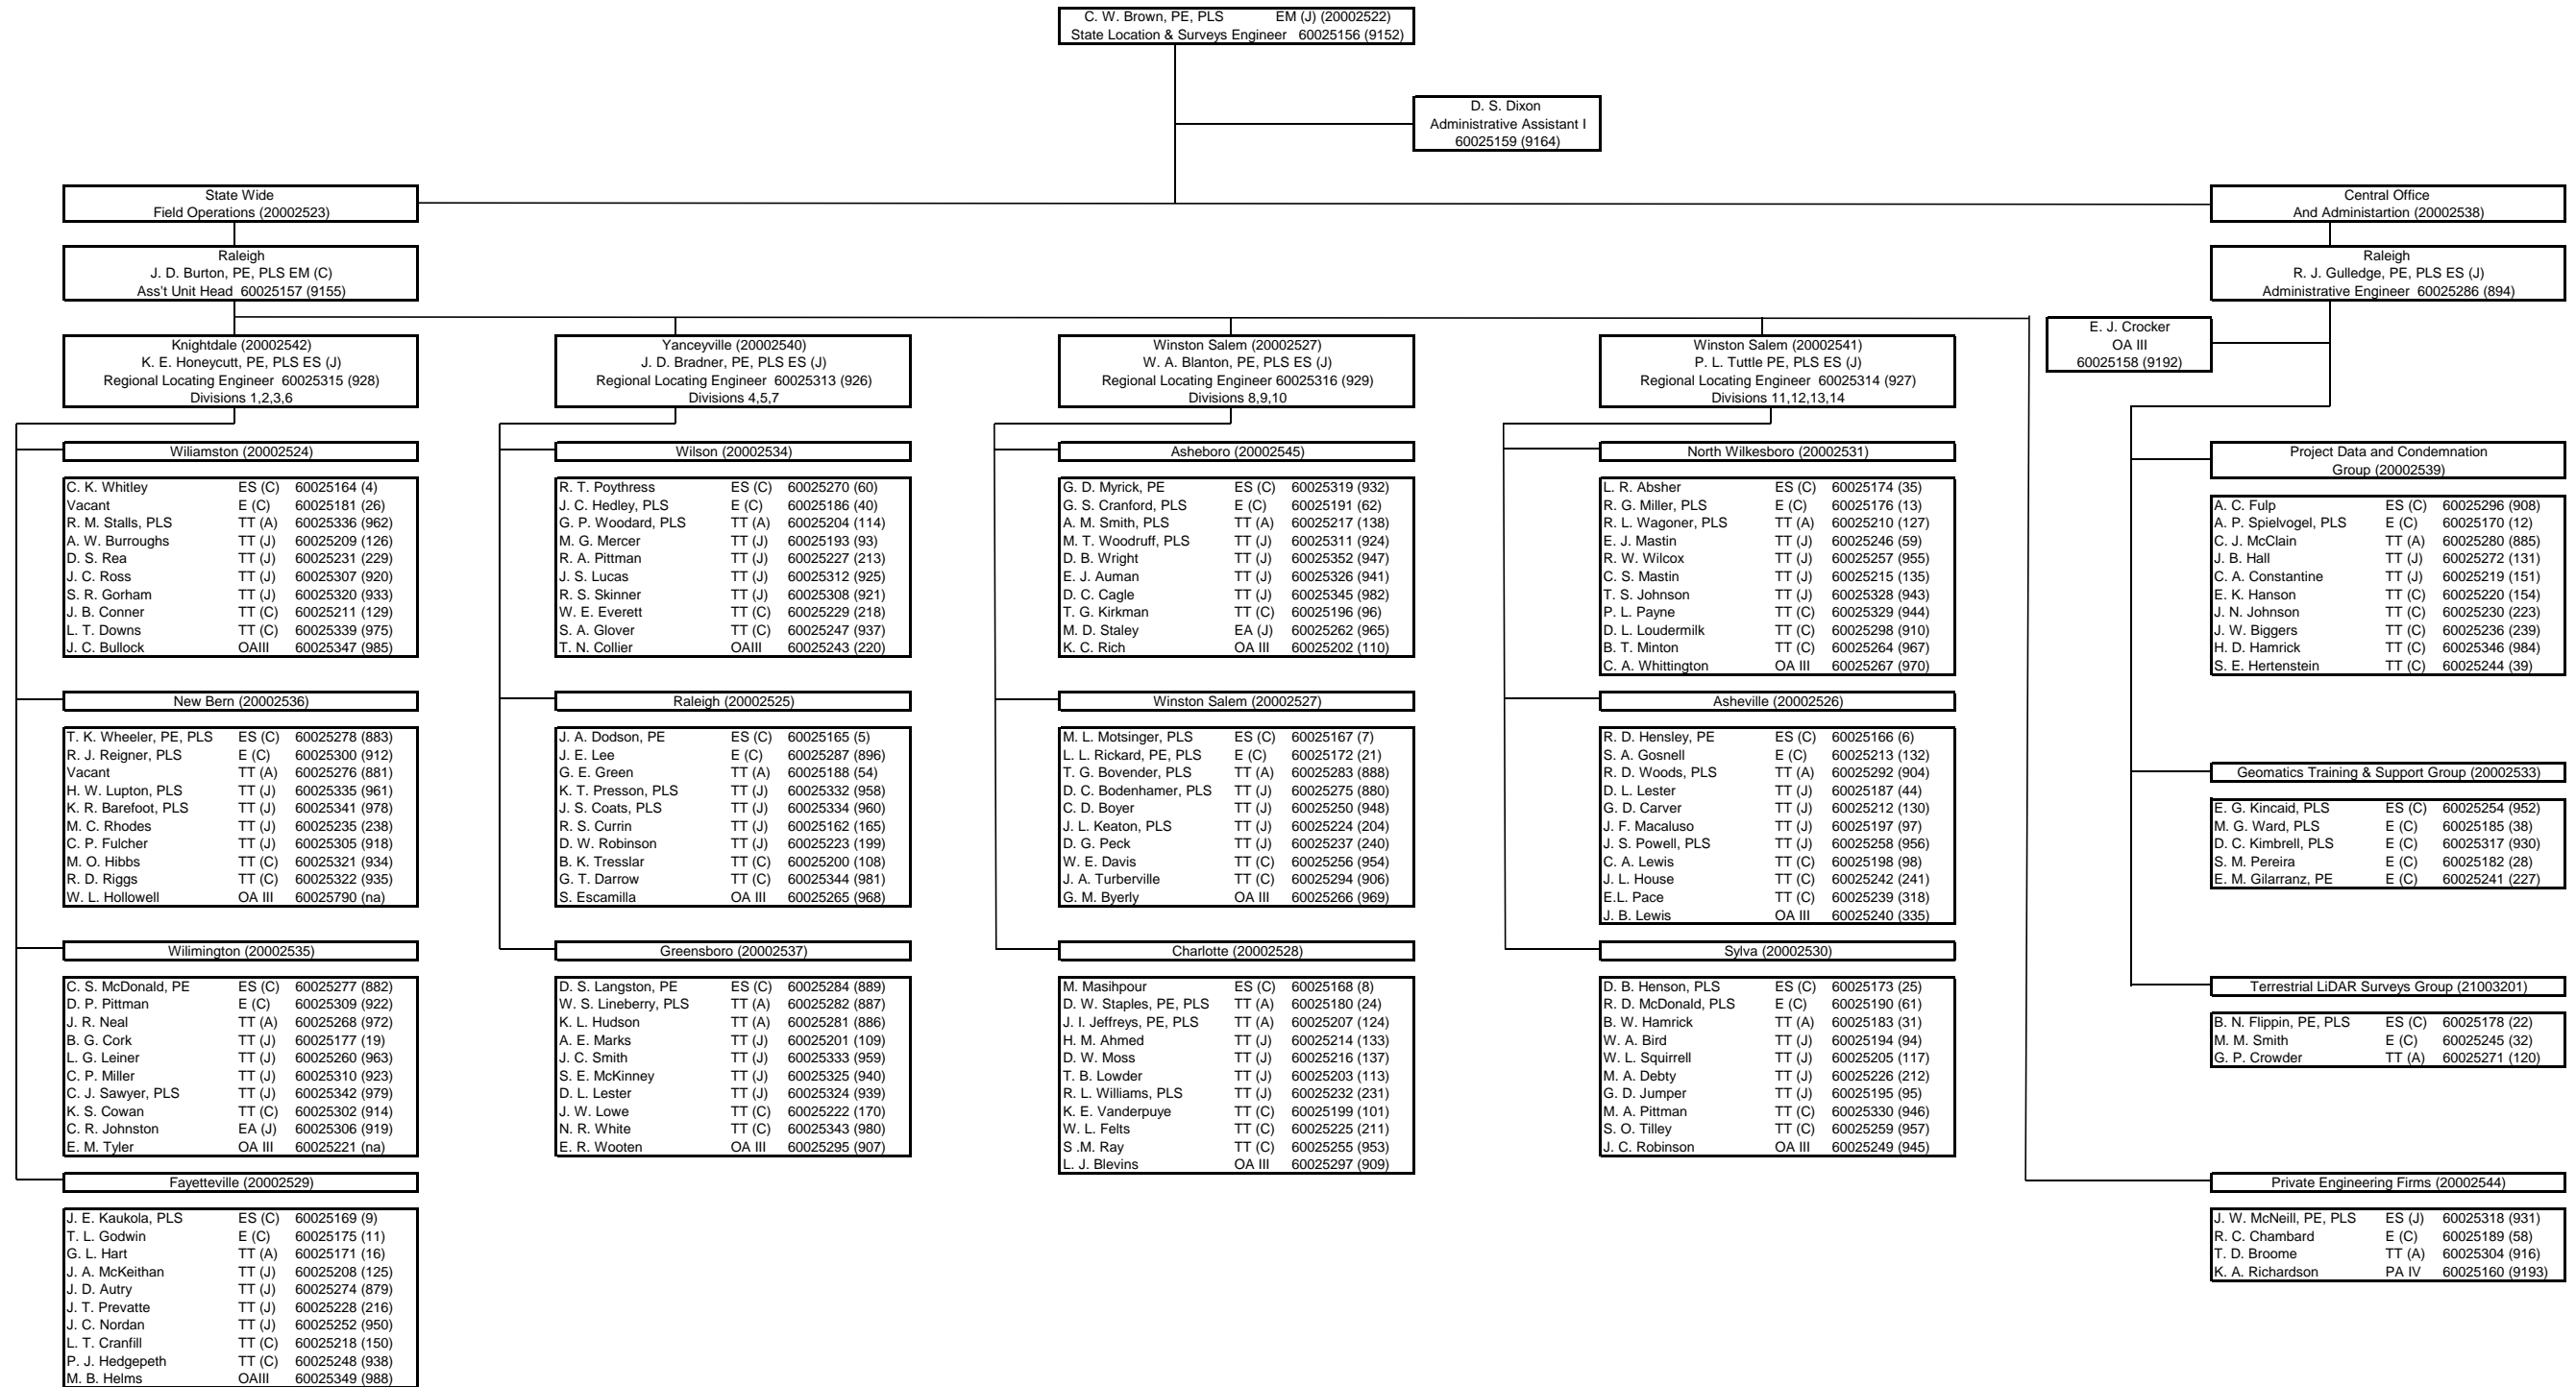 C. W. Brown, PE, PLS EM (J) (20002522)
State Location & Surveys Engineer 60025156 (9152)
D. S. Dixon
Administrative Assistant I
60025159 (9164)
State Wide
Field Operations (20002523)
Central Office
And Administartion (20002538)
Raleigh
J. D. Burton, PE, PLS EM (C)
Ass't Unit Head 60025157 (9155)
Raleigh
R. J. Gulledge, PE, PLS ES (J)
Administrative Engineer 60025286 (894)
E. J. Crocker
OA III
60025158 (9192)
Knightdale (20002542)
K. E. Honeycutt, PE, PLS ES (J)
Regional Locating Engineer 60025315 (928)
Divisions 1,2,3,6
Yanceyville (20002540)
J. D. Bradner, PE, PLS ES (J)
Regional Locating Engineer 60025313 (926)
Divisions 4,5,7
Winston Salem (20002527)
W. A. Blanton, PE, PLS ES (J)
Regional Locating Engineer 60025316 (929)
Divisions 8,9,10
Winston Salem (20002541)
P. L. Tuttle PE, PLS ES (J)
Regional Locating Engineer 60025314 (927)
Divisions 11,12,13,14
Wiliamston (20002524)
C. K. Whitley ES (C) 60025164 (4)
Vacant E (C) 60025181 (26)
R. M. Stalls, PLS TT (A) 60025336 (962)
A. W. Burroughs TT (J) 60025209 (126)
D. S. Rea TT (J) 60025231 (229)
J. C. Ross TT (J) 60025307 (920)
S. R. Gorham TT (J) 60025320 (933)
J. B. Conner TT (C) 60025211 (129)
L. T. Downs TT (C) 60025339 (975)
J. C. Bullock OAIII 60025347 (985)
New Bern (20002536)
T. K. Wheeler, PE, PLS ES (C) 60025278 (883)
R. J. Reigner, PLS E (C) 60025300 (912)
Vacant TT (A) 60025276 (881)
H. W. Lupton, PLS TT (J) 60025335 (961)
K. R. Barefoot, PLS TT (J) 60025341 (978)
M. C. Rhodes TT (J) 60025235 (238)
C. P. Fulcher TT (J) 60025305 (918)
M. O. Hibbs TT (C) 60025321 (934)
R. D. Riggs TT (C) 60025322 (935)
W. L. Hollowell OA III 60025790 (na)
Wilimington (20002535)
C. S. McDonald, PE ES (C) 60025277 (882)
D. P. Pittman E (C) 60025309 (922)
J. R. Neal TT (A) 60025268 (972)
B. G. Cork TT (J) 60025177 (19)
L. G. Leiner TT (J) 60025260 (963)
C. P. Miller TT (J) 60025310 (923)
C. J. Sawyer, PLS TT (J) 60025342 (979)
K. S. Cowan TT (C) 60025302 (914)
C. R. Johnston EA (J) 60025306 (919)
E. M. Tyler OA III 60025221 (na)
Fayetteville (20002529)
J. E. Kaukola, PLS ES (C) 60025169 (9)
T. L. Godwin E (C) 60025175 (11)
G. L. Hart TT (A) 60025171 (16)
J. A. McKeithan TT (J) 60025208 (125)
J. D. Autry TT (J) 60025274 (879)
J. T. Prevatte TT (J) 60025228 (216)
J. C. Nordan TT (J) 60025252 (950)
L. T. Cranfill TT (C) 60025218 (150)
P. J. Hedgepeth TT (C) 60025248 (938)
M. B. Helms OAIII 60025349 (988)
Wilson (20002534)
R. T. Poythress ES (C) 60025270 (60)
J. C. Hedley, PLS E (C) 60025186 (40)
G. P. Woodard, PLS TT (A) 60025204 (114)
M. G. Mercer TT (J) 60025193 (93)
R. A. Pittman TT (J) 60025227 (213)
J. S. Lucas TT (J) 60025312 (925)
R. S. Skinner TT (J) 60025308 (921)
W. E. Everett TT (C) 60025229 (218)
S. A. Glover TT (C) 60025247 (937)
T. N. Collier OAIII 60025243 (220)
Raleigh (20002525)
J. A. Dodson, PE ES (C) 60025165 (5)
J. E. Lee E (C) 60025287 (896)
G. E. Green TT (A) 60025188 (54)
K. T. Presson, PLS TT (J) 60025332 (958)
J. S. Coats, PLS TT (J) 60025334 (960)
R. S. Currin TT (J) 60025162 (165)
D. W. Robinson TT (J) 60025223 (199)
B. K. Tresslar TT (C) 60025200 (108)
G. T. Darrow TT (C) 60025344 (981)
S. Escamilla OA III 60025265 (968)
Greensboro (20002537)
D. S. Langston, PE ES (C) 60025284 (889)
W. S. Lineberry, PLS TT (A) 60025282 (887)
K. L. Hudson TT (A) 60025281 (886)
A. E. Marks TT (J) 60025201 (109)
J. C. Smith TT (J) 60025333 (959)
S. E. McKinney TT (J) 60025325 (940)
D. L. Lester TT (J) 60025324 (939)
J. W. Lowe TT (C) 60025222 (170)
N. R. White TT (C) 60025343 (980)
E. R. Wooten OA III 60025295 (907)
Asheboro (20002545)
G. D. Myrick, PE ES (C) 60025319 (932)
G. S. Cranford, PLS E (C) 60025191 (62)
A. M. Smith, PLS TT (A) 60025217 (138)
M. T. Woodruff, PLS TT (J) 60025311 (924)
D. B. Wright TT (J) 60025352 (947)
E. J. Auman TT (J) 60025326 (941)
D. C. Cagle TT (J) 60025345 (982)
T. G. Kirkman TT (C) 60025196 (96)
M. D. Staley EA (J) 60025262 (965)
K. C. Rich OA III 60025202 (110)
Winston Salem (20002527)
M. L. Motsinger, PLS ES (C) 60025167 (7)
L. L. Rickard, PE, PLS E (C) 60025172 (21)
T. G. Bovender, PLS TT (A) 60025283 (888)
D. C. Bodenhamer, PLS TT (J) 60025275 (880)
C. D. Boyer TT (J) 60025250 (948)
J. L. Keaton, PLS TT (J) 60025224 (204)
D. G. Peck TT (J) 60025237 (240)
W. E. Davis TT (C) 60025256 (954)
J. A. Turberville TT (C) 60025294 (906)
G. M. Byerly OA III 60025266 (969)
Charlotte (20002528)
M. Masihpour ES (C) 60025168 (8)
D. W. Staples, PE, PLS TT (A) 60025180 (24)
J. I. Jeffreys, PE, PLS TT (A) 60025207 (124)
H. M. Ahmed TT (J) 60025214 (133)
D. W. Moss TT (J) 60025216 (137)
T. B. Lowder TT (J) 60025203 (113)
R. L. Williams, PLS TT (J) 60025232 (231)
K. E. Vanderpuye TT (C) 60025199 (101)
W. L. Felts TT (C) 60025225 (211)
S .M. Ray TT (C) 60025255 (953)
L. J. Blevins OA III 60025297 (909)
North Wilkesboro (20002531)
L. R. Absher ES (C) 60025174 (35)
R. G. Miller, PLS E (C) 60025176 (13)
R. L. Wagoner, PLS TT (A) 60025210 (127)
E. J. Mastin TT (J) 60025246 (59)
R. W. Wilcox TT (J) 60025257 (955)
C. S. Mastin TT (J) 60025215 (135)
T. S. Johnson TT (J) 60025328 (943)
P. L. Payne TT (C) 60025329 (944)
D. L. Loudermilk TT (C) 60025298 (910)
B. T. Minton TT (C) 60025264 (967)
C. A. Whittington OA III 60025267 (970)
Asheville (20002526)
R. D. Hensley, PE ES (C) 60025166 (6)
S. A. Gosnell E (C) 60025213 (132)
R. D. Woods, PLS TT (A) 60025292 (904)
D. L. Lester TT (J) 60025187 (44)
G. D. Carver TT (J) 60025212 (130)
J. F. Macaluso TT (J) 60025197 (97)
J. S. Powell, PLS TT (J) 60025258 (956)
C. A. Lewis TT (C) 60025198 (98)
J. L. House TT (C) 60025242 (241)
E.L. Pace TT (C) 60025239 (318)
J. B. Lewis OA III 60025240 (335)
Sylva (20002530)
D. B. Henson, PLS ES (C) 60025173 (25)
R. D. McDonald, PLS E (C) 60025190 (61)
B. W. Hamrick TT (A) 60025183 (31)
W. A. Bird TT (J) 60025194 (94)
W. L. Squirrell TT (J) 60025205 (117)
M. A. Debty TT (J) 60025226 (212)
G. D. Jumper TT (J) 60025195 (95)
M. A. Pittman TT (C) 60025330 (946)
S. O. Tilley TT (C) 60025259 (957)
J. C. Robinson OA III 60025249 (945)
Project Data and Condemnation
Group (20002539)
A. C. Fulp ES (C) 60025296 (908)
A. P. Spielvogel, PLS E (C) 60025170 (12)
C. J. McClain TT (A) 60025280 (885)
J. B. Hall TT (J) 60025272 (131)
C. A. Constantine TT (J) 60025219 (151)
E. K. Hanson TT (C) 60025220 (154)
J. N. Johnson TT (C) 60025230 (223)
J. W. Biggers TT (C) 60025236 (239)
H. D. Hamrick TT (C) 60025346 (984)
S. E. Hertenstein TT (C) 60025244 (39)
Geomatics Training & Support Group (20002533)
E. G. Kincaid, PLS ES (C) 60025254 (952)
M. G. Ward, PLS E (C) 60025185 (38)
D. C. Kimbrell, PLS E (C) 60025317 (930)
S. M. Pereira E (C) 60025182 (28)
E. M. Gilarranz, PE E (C) 60025241 (227)
Terrestrial LiDAR Surveys Group (21003201)
B. N. Flippin, PE, PLS ES (C) 60025178 (22)
M. M. Smith E (C) 60025245 (32)
G. P. Crowder TT (A) 60025271 (120)
Private Engineering Firms (20002544)
J. W. McNeill, PE, PLS ES (J) 60025318 (931)
R. C. Chambard E (C) 60025189 (58)
T. D. Broome TT (A) 60025304 (916)
K. A. Richardson PA IV 60025160 (9193)